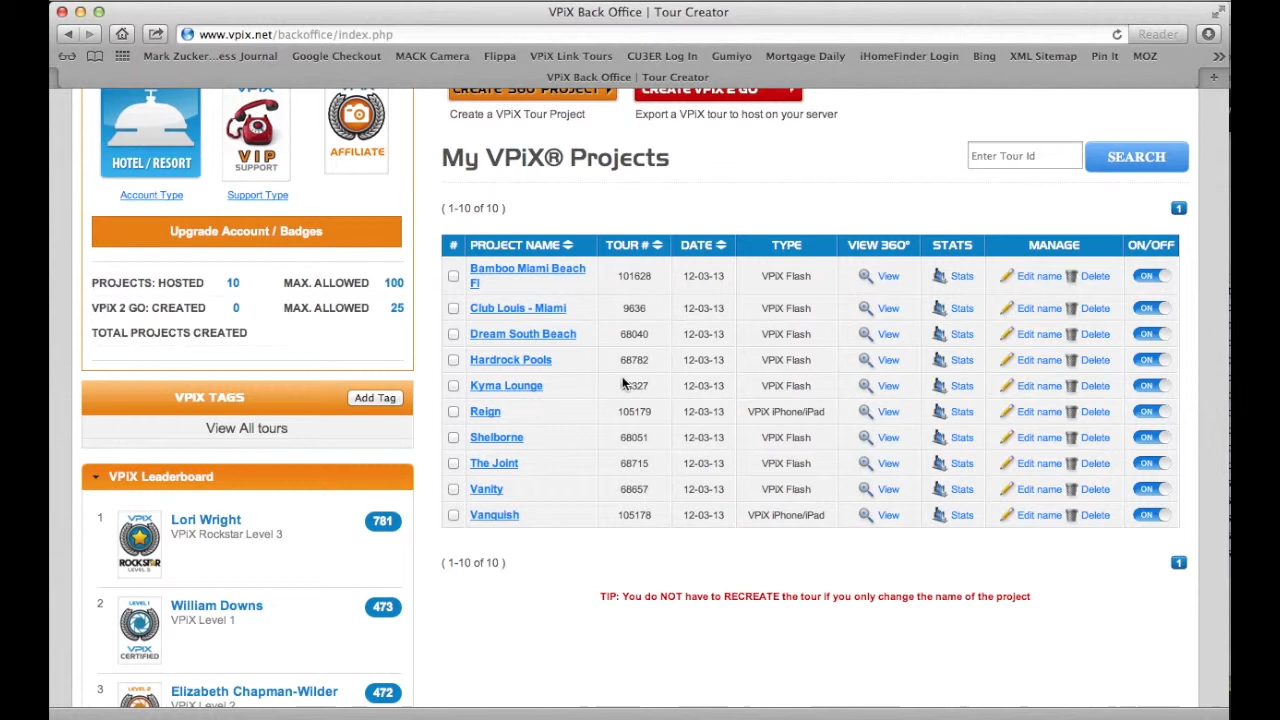 VPiX Back Office | Tour Creator
www.vpix.net/backoffice/index.php
Reader
Mark Zucker...ess Journal Google Checkout MACK Camera Flippa VPiX Link Tours CU3ER Log In Gumiyo Mortgage Daily iHomeFinder Login Bing XML Sitemap Pin It MOZ
VPiX Back Office | Tour Creator
HOTEL / RESORT
VIP
SUPPORT
AFFILIATE
Account Type Support Type
Upgrade Account / Badges
PROJECTS: HOSTED 10 MAX. ALLOWED 100
VPiX 2 GO: CREATED 0 MAX. ALLOWED 25
TOTAL PROJECTS CREATED
VPiX TAGS Add Tag
View All tours
VPiX Leaderboard
1 Lori Wright 781
VPiX Rockstar Level 3
VPiX
ROCKSTAR
2 William Downs 473
VPiX Level 1
LEVEL 1
VPiX
CERTIFIED
3 Elizabeth Chapman-Wilder 472
VPiX Level 2
LEVEL 2
CREATE 360 PROJECT CREATE VPIX 2 GO
Create a VPiX Tour Project Export a VPiX tour to host on your server
My VPiX® Projects Enter Tour Id SEARCH
( 1-10 of 10 ) 1
# PROJECT NAME TOUR # DATE TYPE VIEW 360° STATS MANAGE ON/OFF
Bamboo Miami Beach Fl 101628 12-03-13 VPiX Flash View Stats Edit name Delete ON
Club Louis - Miami 9636 12-03-13 VPiX Flash View Stats Edit name Delete ON
Dream South Beach 68040 12-03-13 VPiX Flash View Stats Edit name Delete ON
Hardrock Pools 68782 12-03-13 VPiX Flash View Stats Edit name Delete ON
Kyma Lounge 12-03-13 VPiX Flash View Stats Edit name Delete ON
Reign 105179 12-03-13 VPiX iPhone/iPad View Stats Edit name Delete ON
Shelborne 68051 12-03-13 VPiX Flash View Stats Edit name Delete ON
The Joint 68715 12-03-13 VPiX Flash View Stats Edit name Delete ON
Vanity 68657 12-03-13 VPiX Flash View Stats Edit name Delete ON
Vanquish 105178 12-03-13 VPiX iPhone/iPad View Stats Edit name Delete ON
( 1-10 of 10 ) 1
TIP: You do NOT have to RECREATE the tour if you only change the name of the project